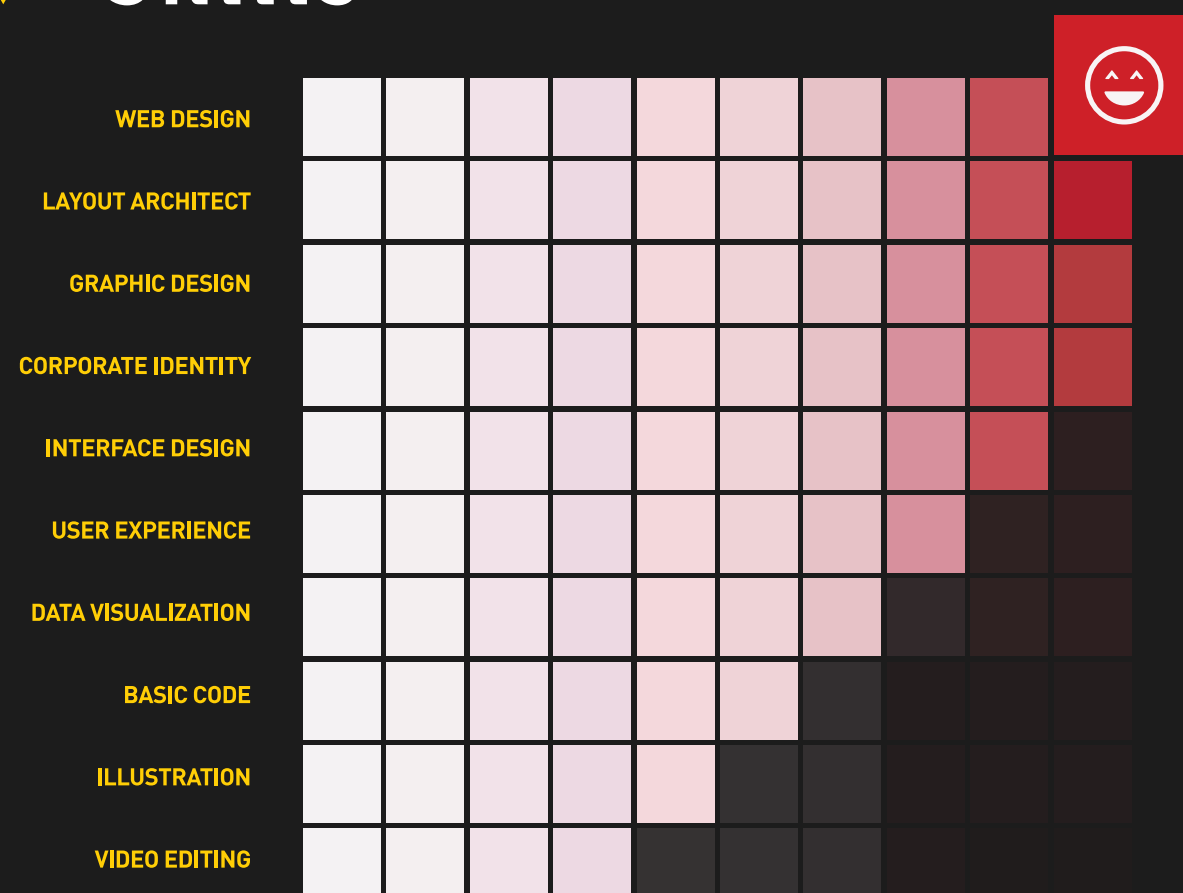 WEB DESIGN
LAYOUT ARCHITECT
GRAPHIC DESIGN
CORPORATE IDENTITY
INTERFACE DESIGN
USER EXPERIENCE
DATA VISUALIZATION
BASIC CODE
ILLUSTRATION
VIDEO EDITING